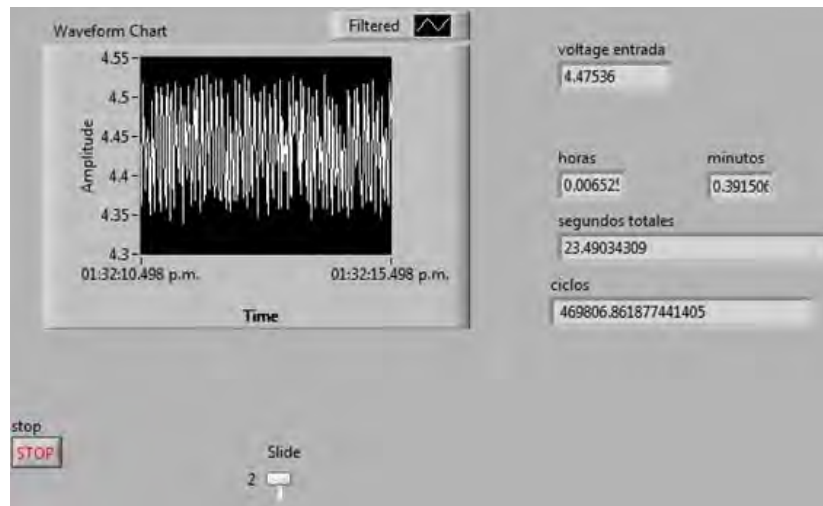 Waveform Chart
Filtered
4.55
4.5
4.45
4.4
4.35
4.3
Amplitude
01:32:10.498 p.m.
01:32:15.498 p.m.
Time
voltage entrada
4.47536
horas
minutos
0.00652
0.39150
segundos totales
23.49034309
ciclos
469806.861877441405
stop
STOP
Slide
2